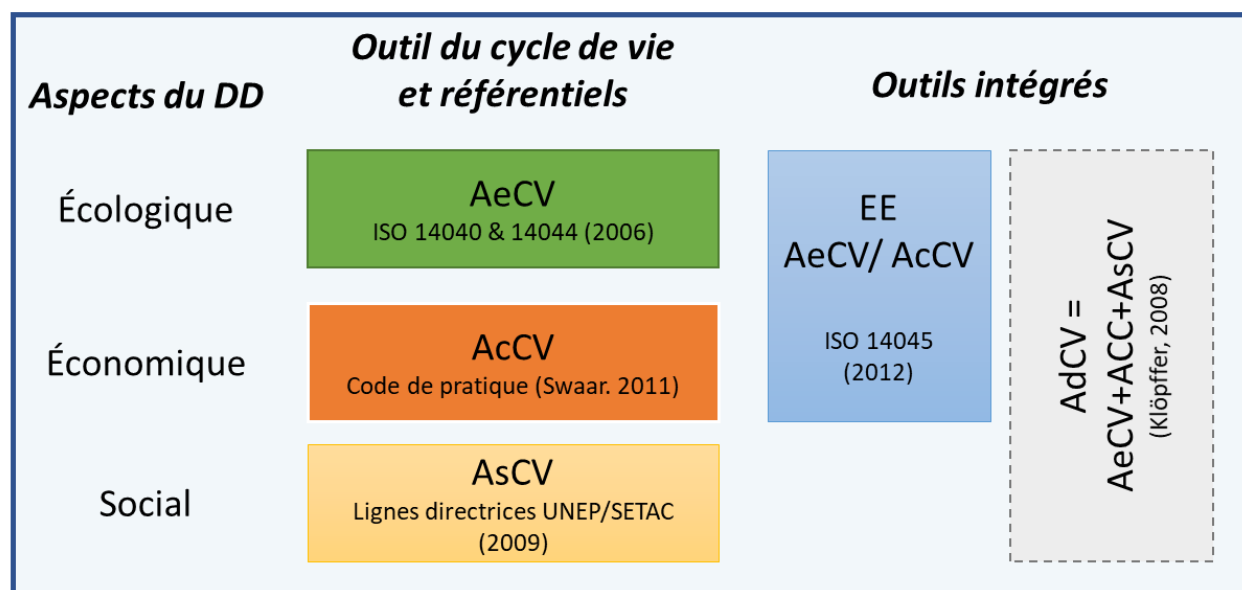 Aspects du DD
Outil du cycle de vie
et référentiels
Outils intégrés
Écologique
AeCV
ISO 14040 & 14044 (2006)
Économique
AcCV
Code de pratique (Swaar. 2011)
Social
AsCV
Lignes directrices UNEP/SETAC
(2009)
EE
AeCV/ AcCV
ISO 14045
(2012)
AdCV =
AeCV+ACC+AsCV
(Klöpffer, 2008)